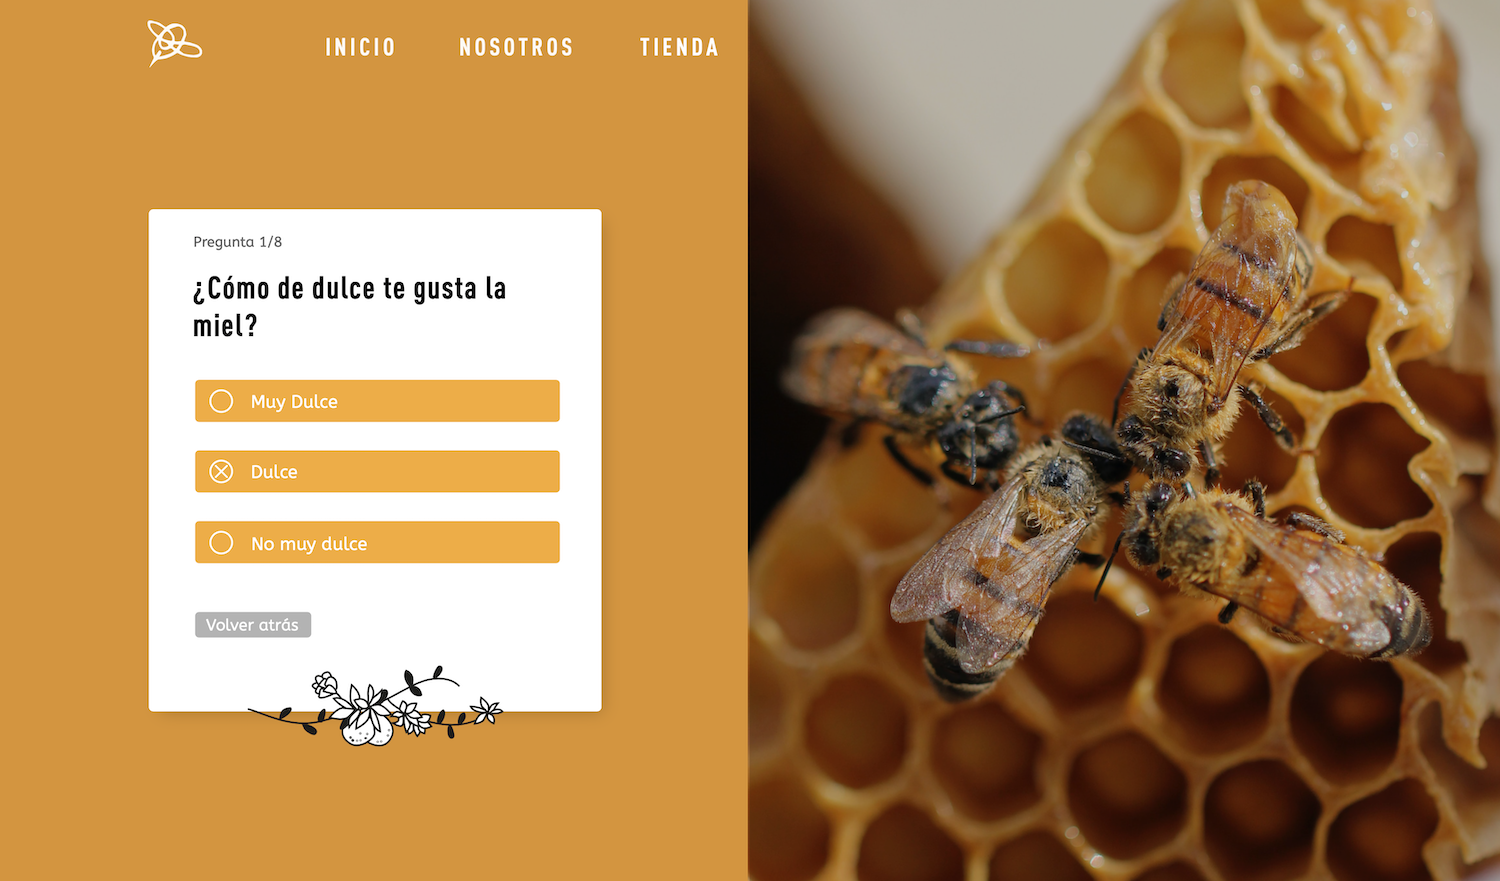 INICIO NOSOTROS TIENDA
Pregunta 1/8
¿Cómo de dulce te gusta la
miel?
Muy Dulce
Dulce
No muy dulce
Volver atrás